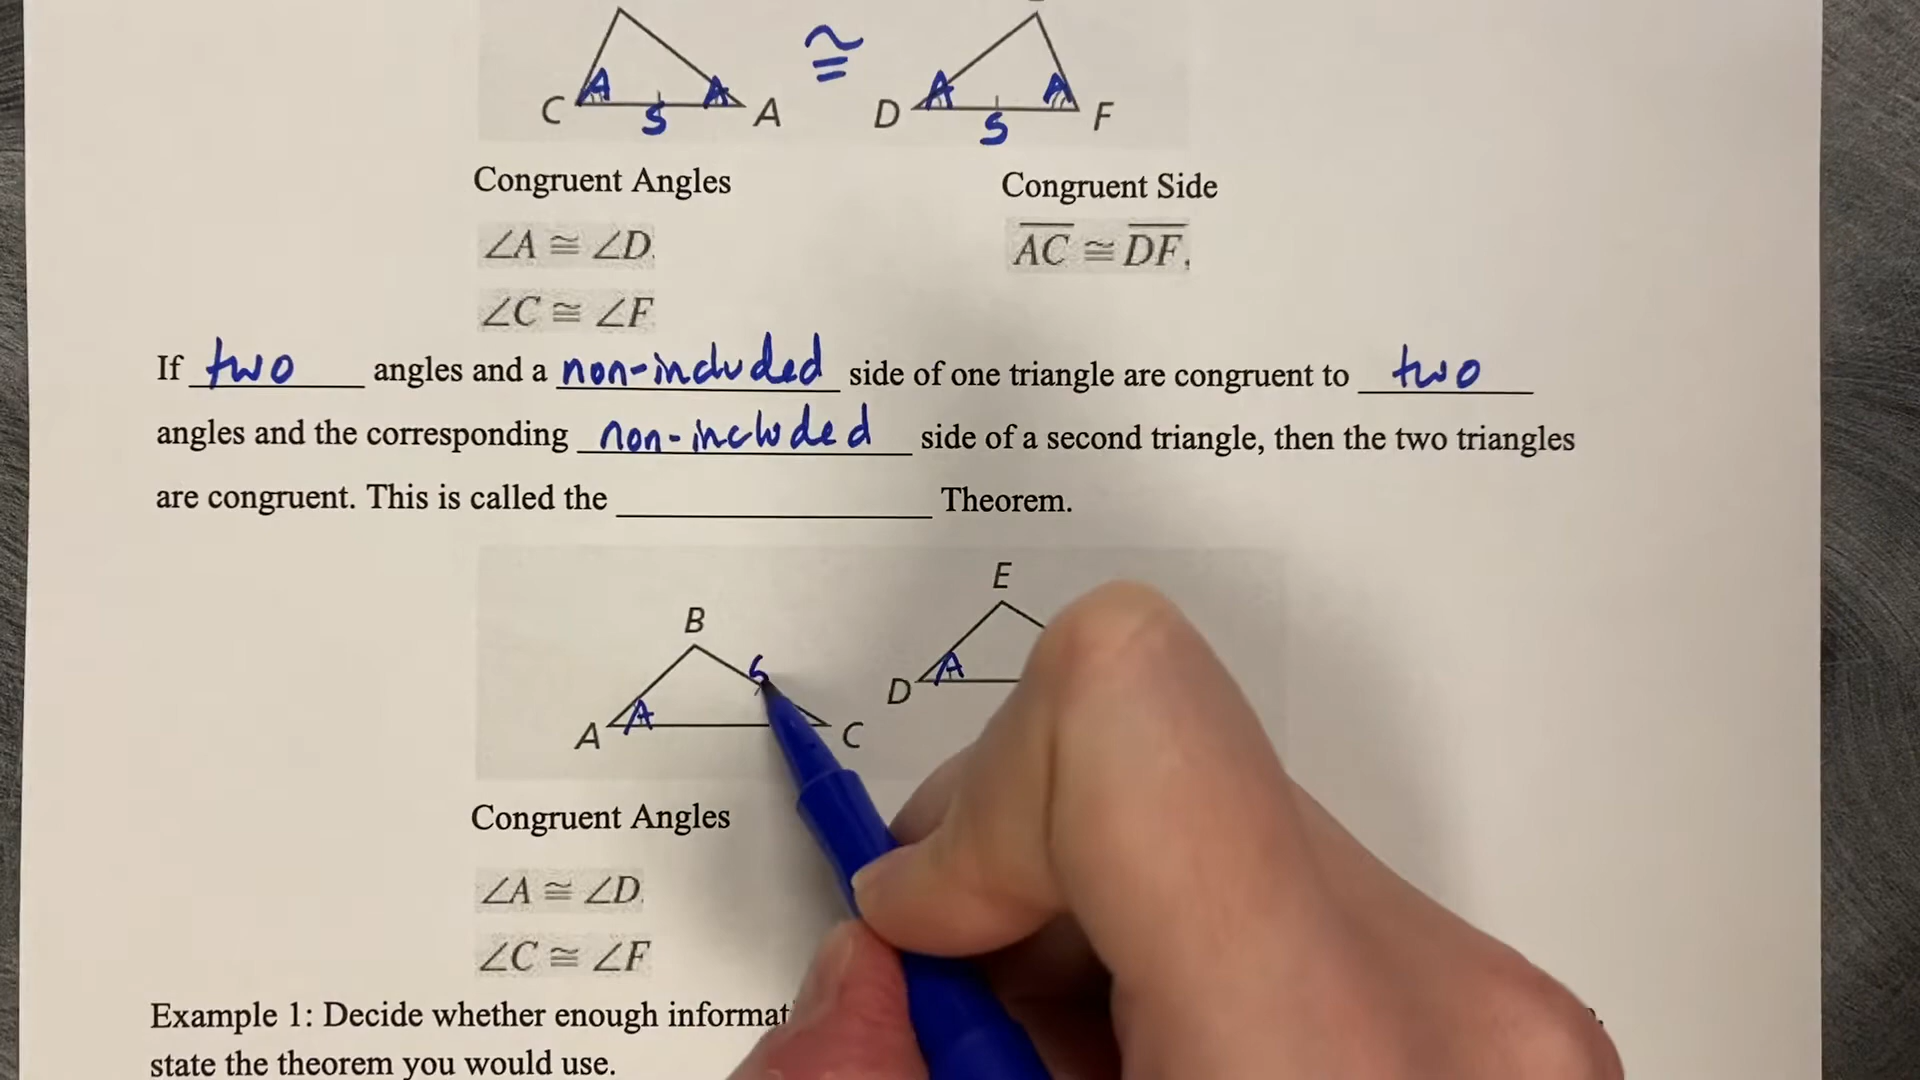 A A ≅ A A
C S A D S F
Congruent Angles Congruent Side
∠A ≅ ∠D. AC ≅ DF.
∠C ≅ ∠F
If two angles and a non-included side of one triangle are congruent to two
angles and the corresponding non-included side of a second triangle, then the two triangles
are congruent. This is called the ____________ Theorem.
E
B
S
A D
A A C
Congruent Angles
∠A ≅ ∠D.
∠C ≅ ∠F
Example 1: Decide whether enough informat
state the theorem you would use.